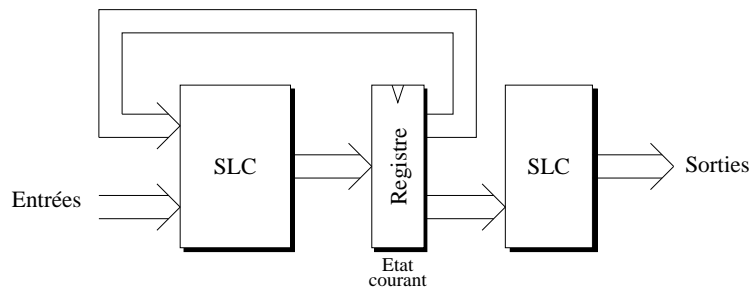 Entrées
SLC
Registre
Etat
courant
SLC
Sorties